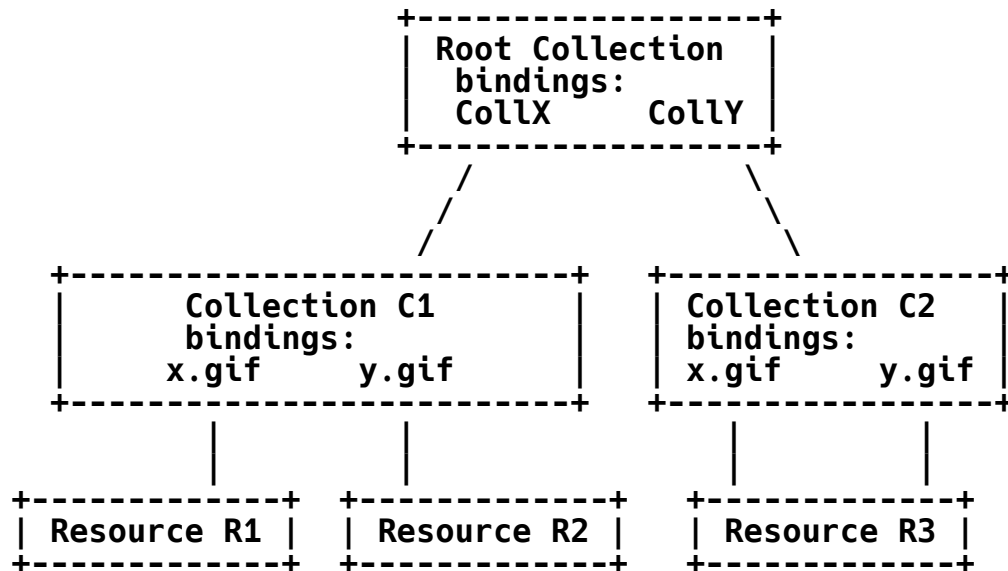 +------------------+
| Root Collection  |
|  bindings:       |
|  CollX     CollY |
+------------------+
/              \
/                \
/                  \
+---------------------------+   +-----------------+
|      Collection C1        |   | Collection C2   |
|      bindings:            |   | bindings:       |
|     x.gif     y.gif       |   | x.gif     y.gif |
+---------------------------+   +-----------------+
|         |                |         |
|         |                |         |
+-------------+  +-------------+   +-------------+
| Resource R1 |  | Resource R2 |   | Resource R3 |
+-------------+  +-------------+   +-------------+